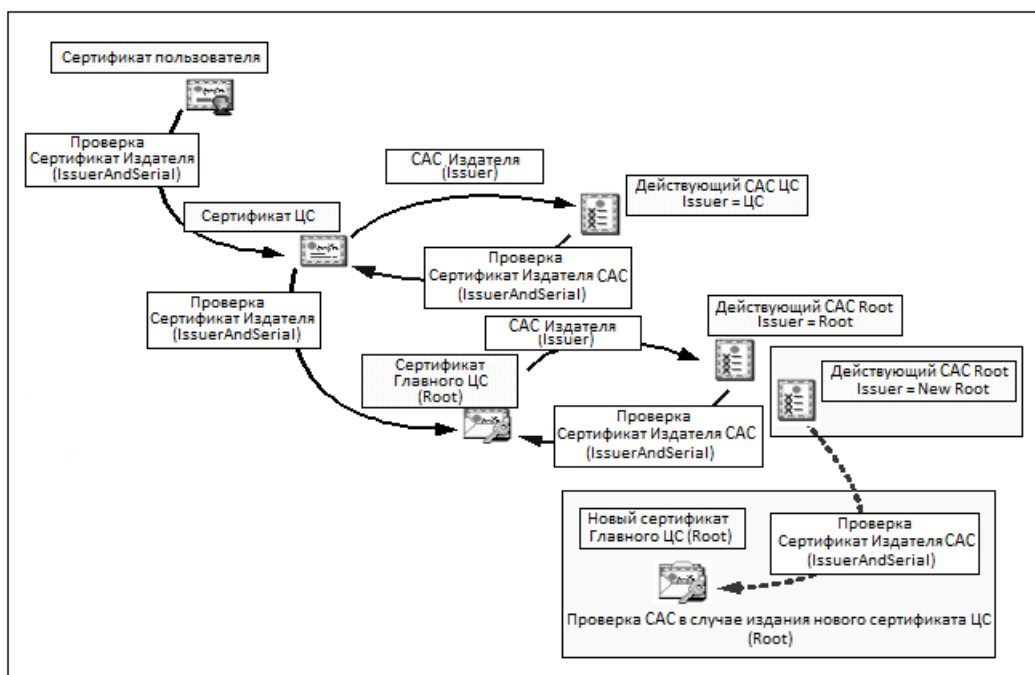 Сертификат пользователя
Проверка
Сертификат Издателя
(IssuerAndSerial)
САС Издателя
(Issuer)
Действующий САС ЦС
Issuer = ЦС
Сертификат ЦС
Проверка
Сертификат Издателя САС
(IssuerAndSerial)
Проверка
Сертификат Издателя
(IssuerAndSerial)
САС Издателя
(Issuer)
Действующий САС Root
Issuer = Root
Сертификат
Главного ЦС
(Root)
Действующий САС Root
Issuer = New Root
Проверка
Сертификат Издателя САС
(IssuerAndSerial)
Новый сертификат
Главного ЦС (Root)
Проверка
Сертификат Издателя САС
(IssuerAndSerial)
Проверка САС в случае издания нового сертификата ЦС
(Root)